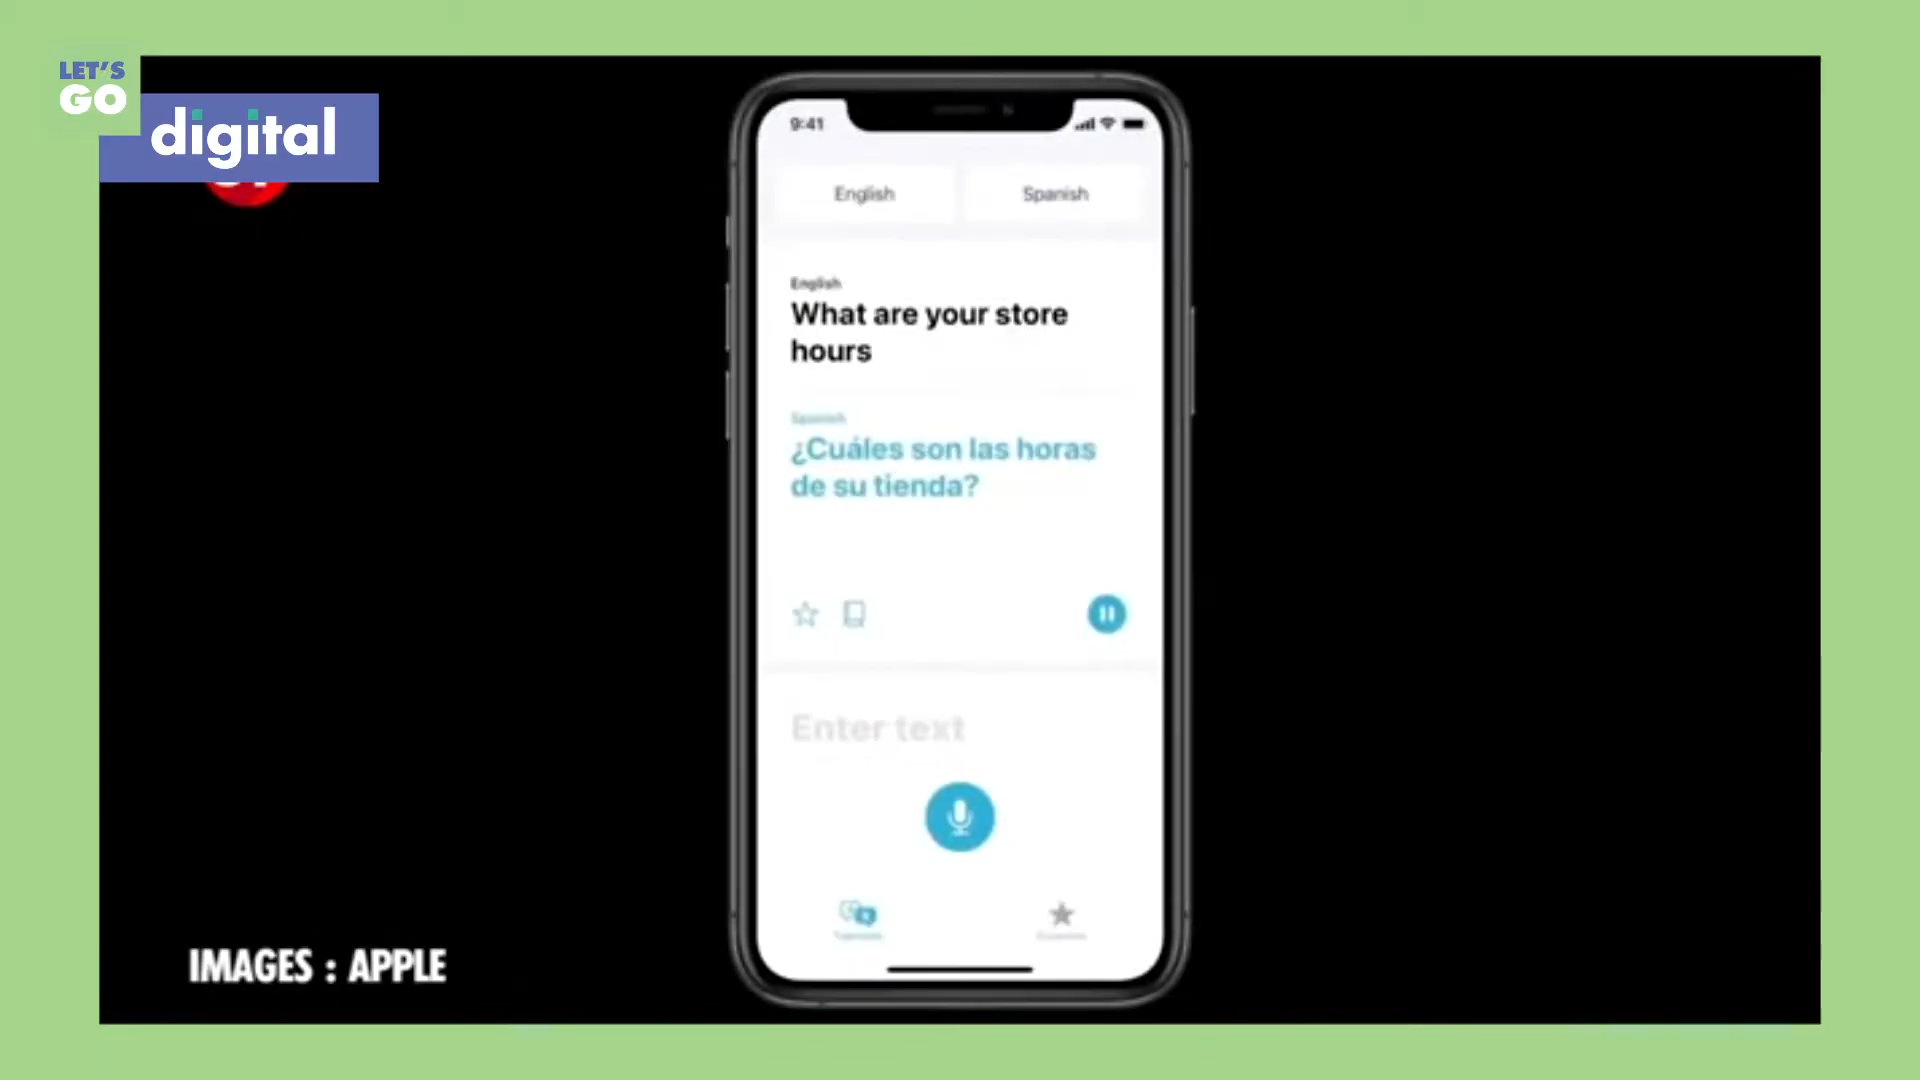 LET'S
GO
digital
9:41
English
Spanish
English
What are your store
hours
Spanish
¿Cuáles son las horas
de su tienda?
Enter text
IMAGES : APPLE